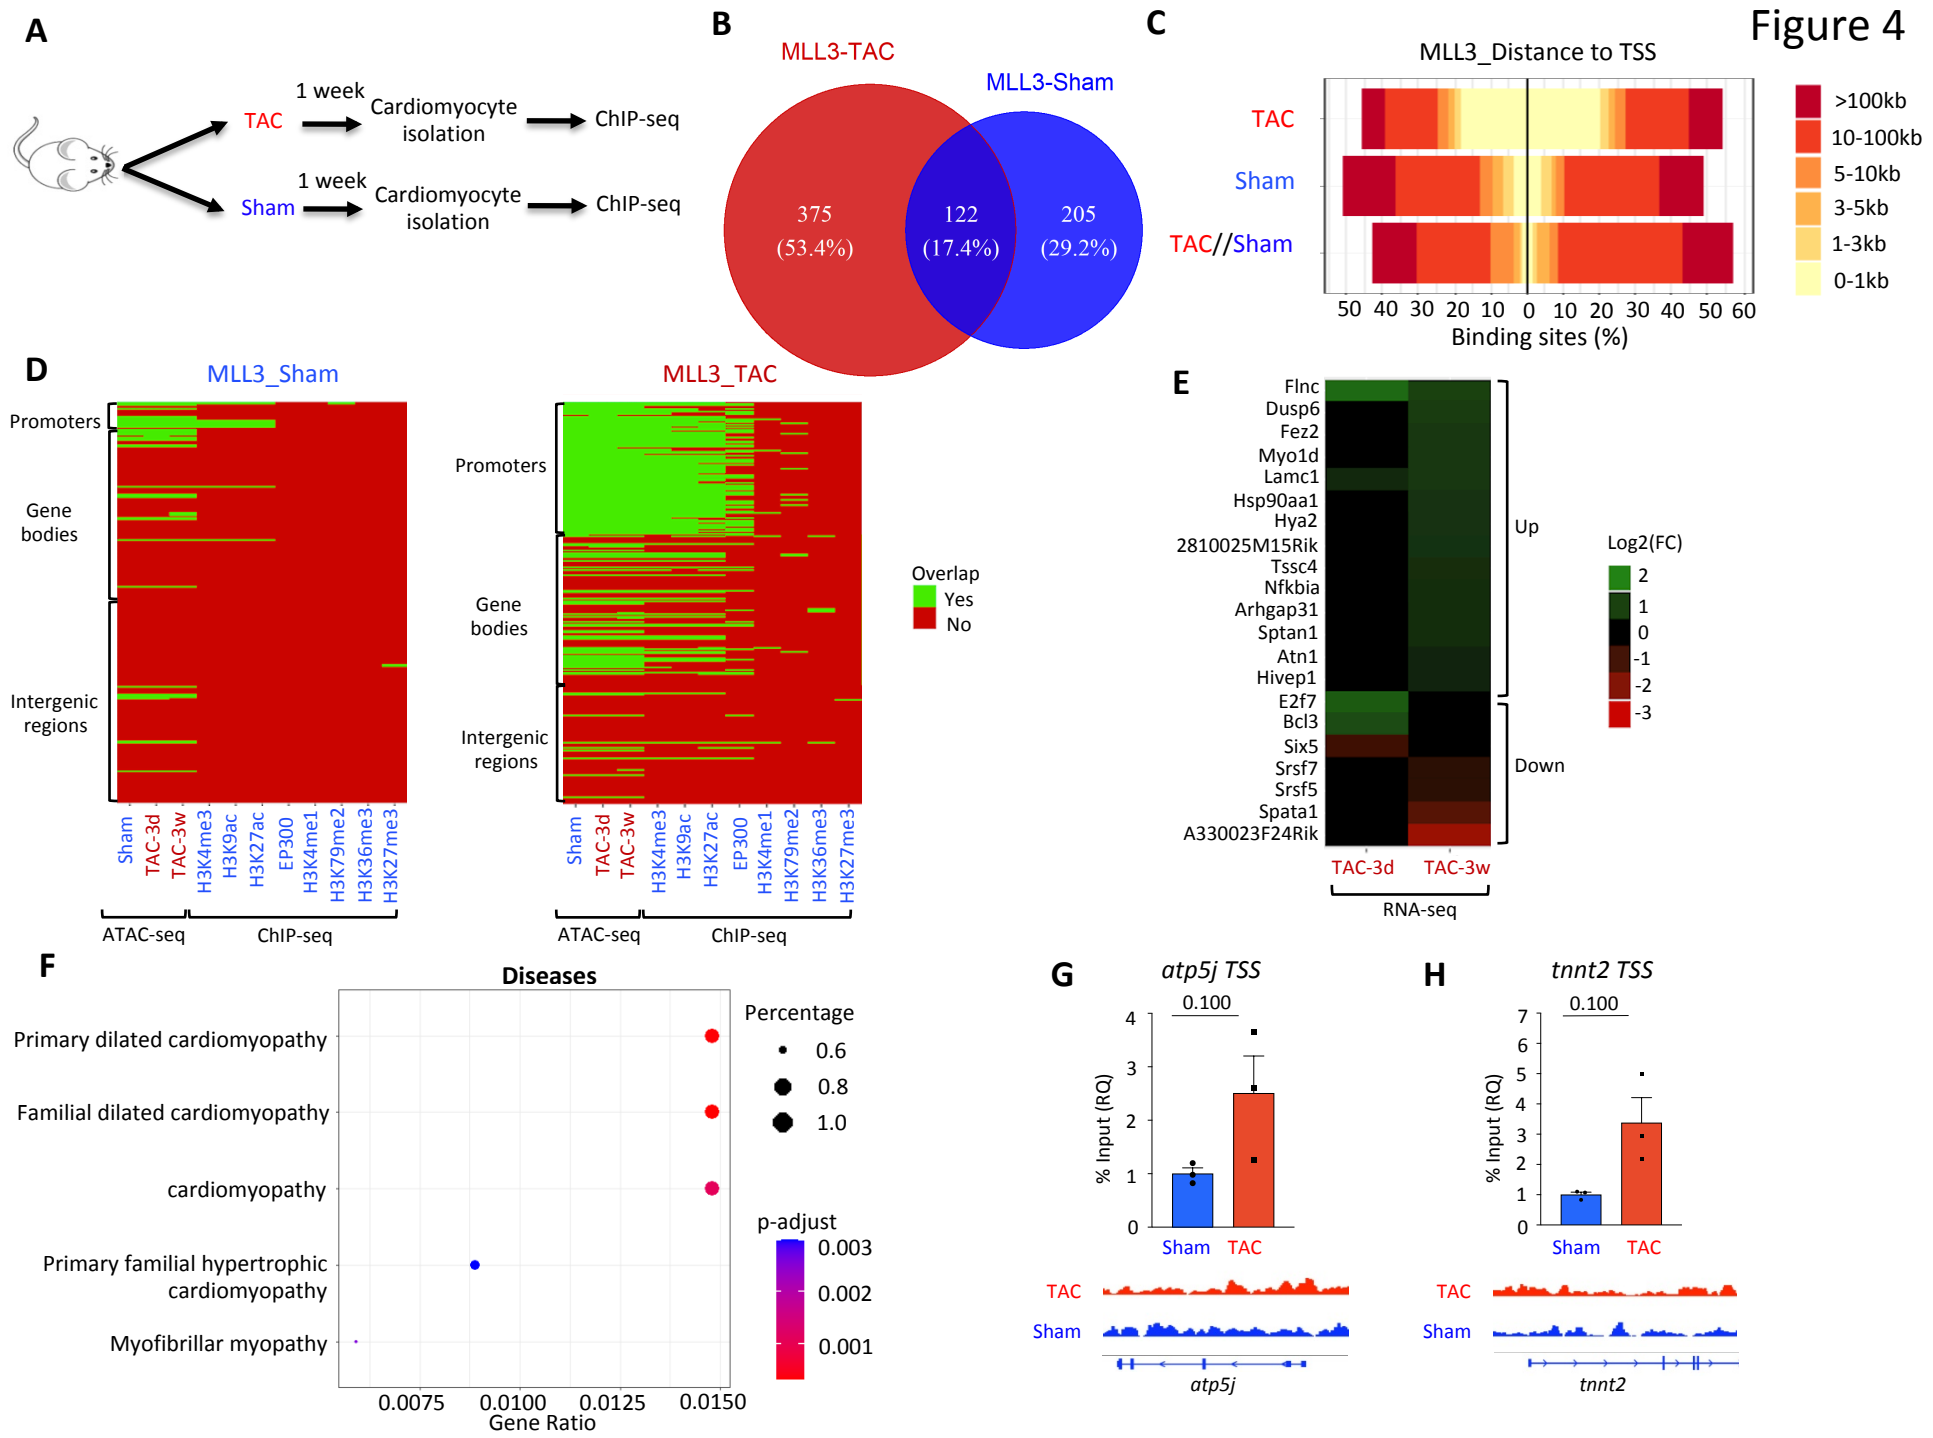 Figure 4
A
TAC
1 week
Cardiomyocyte
isolation
ChIP-seq
Sham
1 week
Cardiomyocyte
isolation
ChIP-seq
B
MLL3-TAC
MLL3-Sham
375
(53.4%)
122
(17.4%)
205
(29.2%)
C
MLL3_Distance to TSS
TAC
Sham
TAC//Sham
50 40 30 20 10 0 10 20 30 40 50 60
Binding sites (%)
>100kb
10-100kb
5-10kb
3-5kb
1-3kb
0-1kb
D
MLL3_Sham
Promoters
Gene
bodies
Intergenic
regions
Sham
TAC-3d
TAC-3w
H3K4me3
H3K9ac
H3K27ac
EP300
H3K4me1
H3K79me2
H3K36me3
H3K27me3
ATAC-seq
ChIP-seq
MLL3_TAC
Promoters
Gene
bodies
Intergenic
regions
Sham
TAC-3d
TAC-3w
H3K4me3
H3K9ac
H3K27ac
EP300
H3K4me1
H3K79me2
H3K36me3
H3K27me3
ATAC-seq
ChIP-seq
Overlap
Yes
No
E
Flnc
Dusp6
Fez2
Myo1d
Lamc1
Hsp90aa1
Hya2
2810025M15Rik
Tssc4
Nfkbia
Arhgap31
Sptan1
Atn1
Hivep1
E2f7
Bcl3
Six5
Srsf7
Srsf5
Spata1
A330023F24Rik
Up
Down
TAC-3d
TAC-3w
RNA-seq
Log2(FC)
2
1
0
-1
-2
-3
F
Diseases
Primary dilated cardiomyopathy
Familial dilated cardiomyopathy
cardiomyopathy
Primary familial hypertrophic
cardiomyopathy
Myofibrillar myopathy
0.0075 0.0100 0.0125 0.0150
Gene Ratio
Percentage
0.6
0.8
1.0
p-adjust
0.003
0.002
0.001
G
atp5j TSS
0.100
% Input (RQ)
4
3
2
1
0
Sham
TAC
TAC
Sham
atp5j
H
tnnt2 TSS
0.100
% Input (RQ)
7
6
5
4
3
2
1
0
Sham
TAC
TAC
Sham
tnnt2